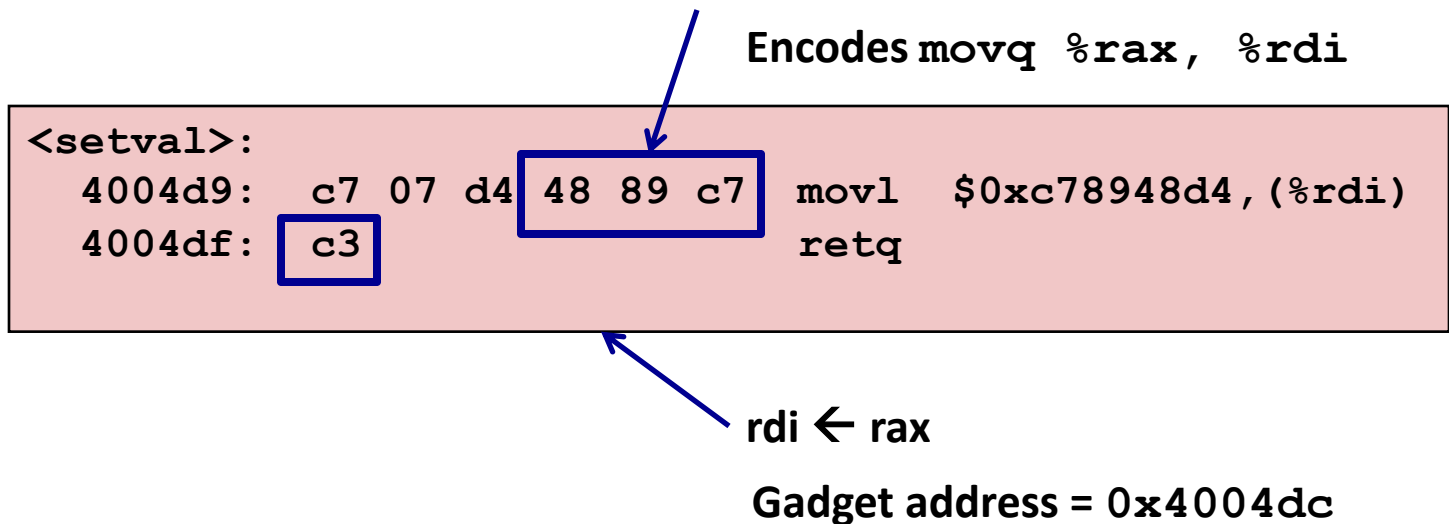 Encodes movq %rax, %rdi
<setval>:
4004d9: c7 07 d4 48 89 c7 movl $0xc78948d4,(%rdi)
4004df: c3 retq
rdi ← rax
Gadget address = 0x4004dc